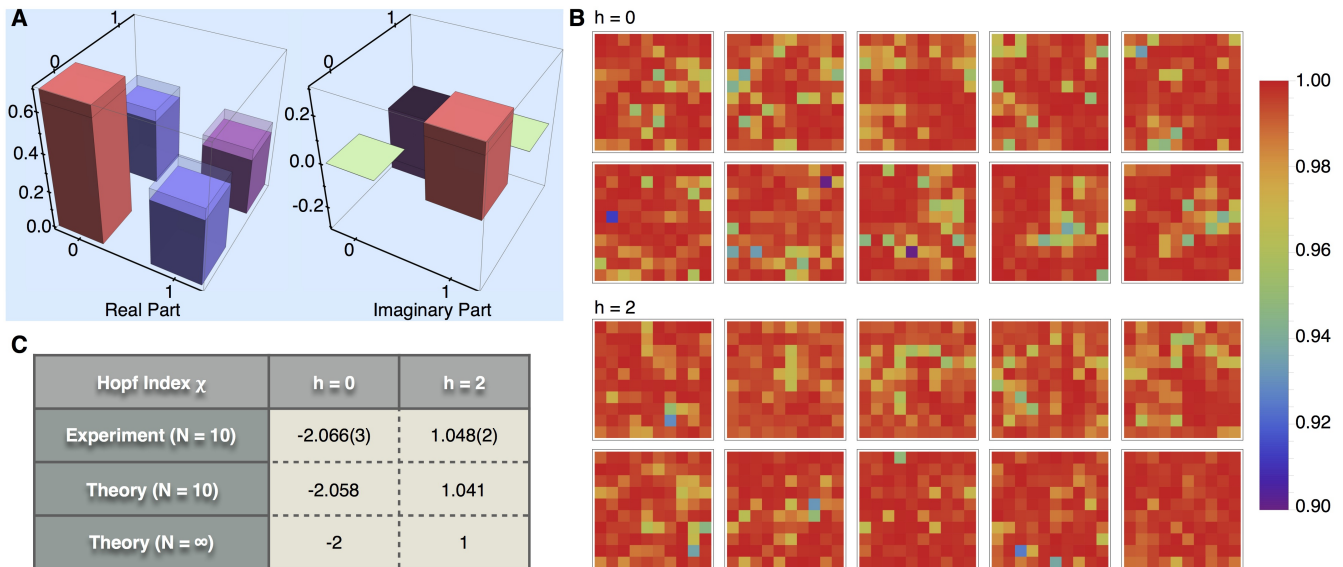 A
1
0
0.6
0.4
0.2
0.0
0
1
Real Part
1
0
0.2
0.0
-0.2
0
1
Imaginary Part
B
h = 0
h = 2
1.00
0.98
0.96
0.94
0.92
0.90
C
Hopf Index χ h = 0 h = 2
Experiment (N = 10) -2.066(3) 1.048(2)
Theory (N = 10) -2.058 1.041
Theory (N = ∞) -2 1